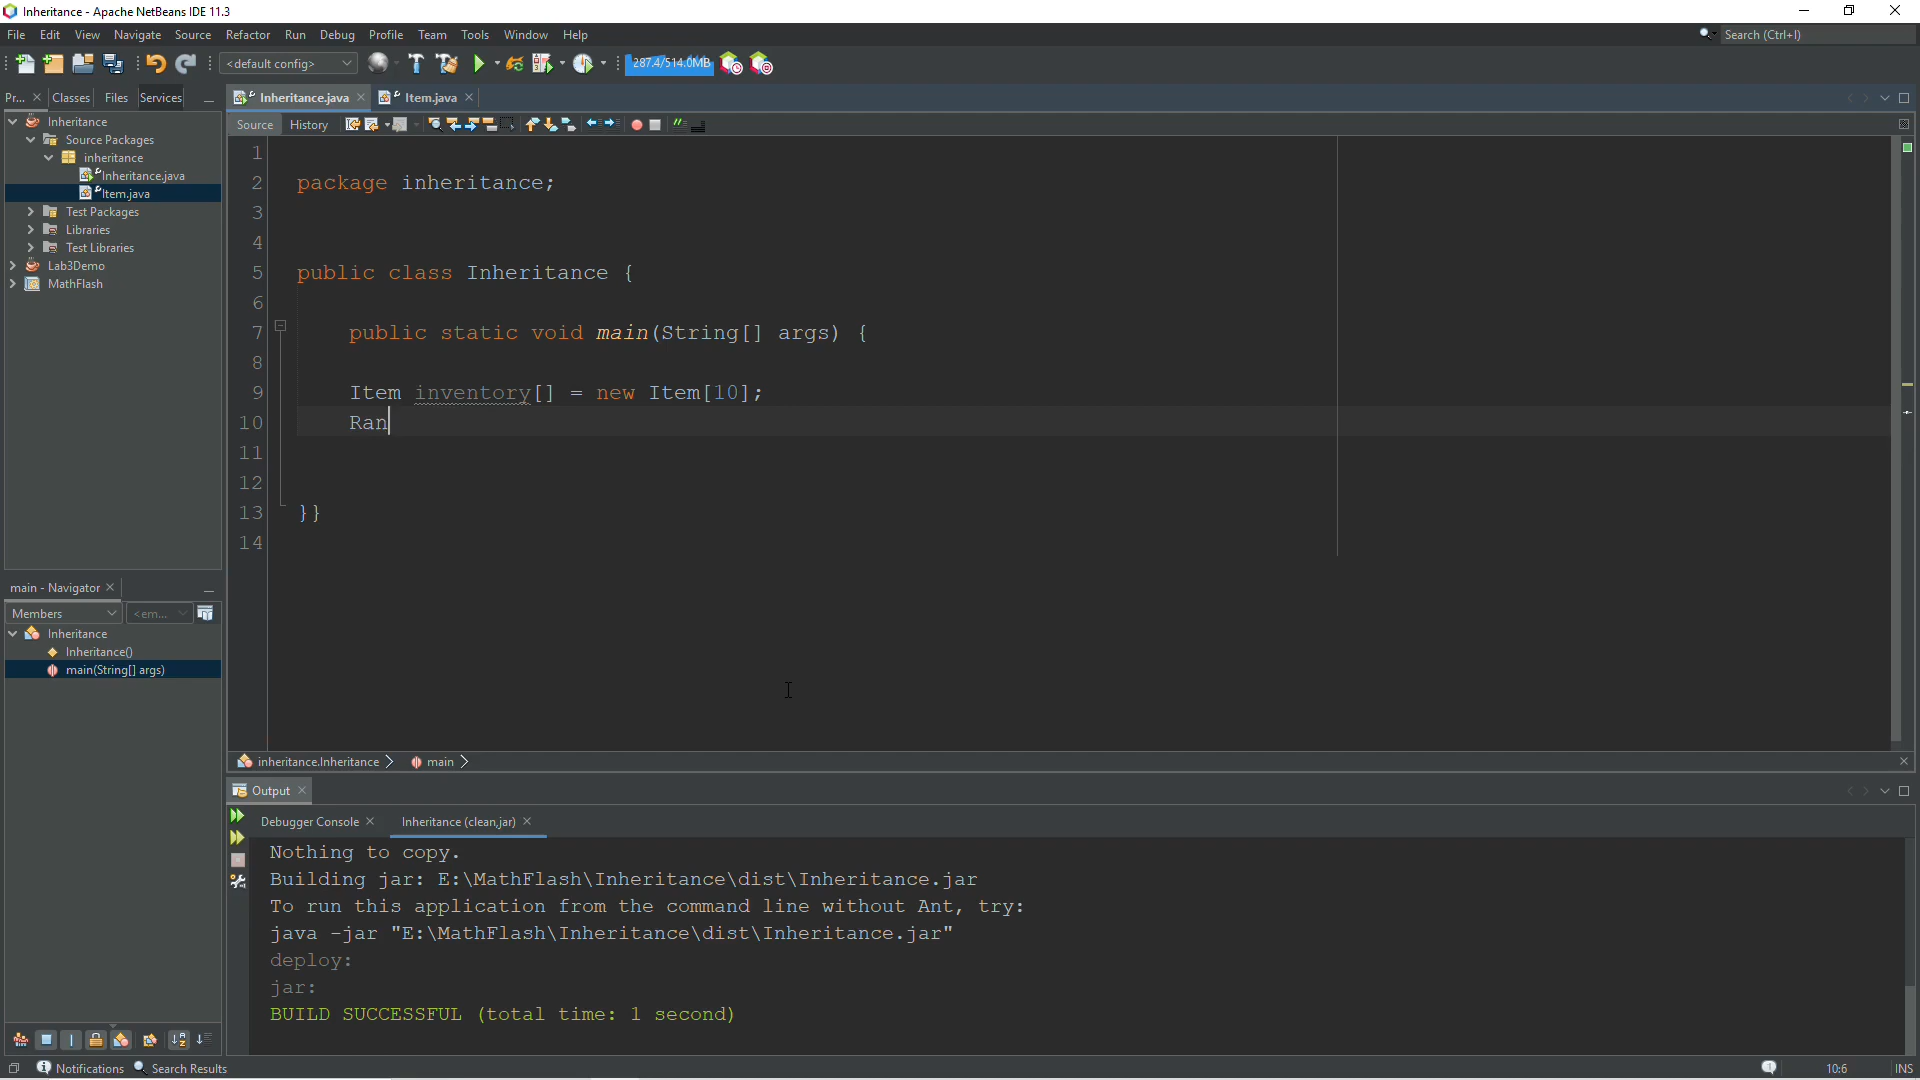 Inheritance - Apache NetBeans IDE 11.3
File Edit View Navigate Source Refactor Run Debug Profile Team Tools Window Help
Search (Ctrl+I)
<default config>
287.4/514.0MB
Pr... Classes Files Services
Inheritance.java Item.java
Source History
Inheritance
Source Packages
inheritance
Inheritance.java
Item.java
Test Packages
Libraries
Test Libraries
Lab3Demo
MathFlash
1
2 package inheritance;
3
4
5 public class Inheritance {
6
7 public static void main(String[] args) {
8
9 Item inventory[] = new Item[10];
10 Ran
11
12
13 }}
14
main - Navigator
Members <em...
Inheritance
Inheritance()
main(String[] args)
inheritance.Inheritance main
Output
Debugger Console Inheritance (clean,jar)
Nothing to copy.
Building jar: E:\MathFlash\Inheritance\dist\Inheritance.jar
To run this application from the command line without Ant, try:
java -jar "E:\MathFlash\Inheritance\dist\Inheritance.jar"
deploy:
jar:
BUILD SUCCESSFUL (total time: 1 second)
Notifications Search Results
10:6 INS